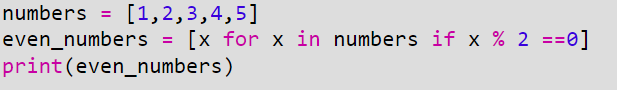 numbers = [1,2,3,4,5]
even_numbers = [x for x in numbers if x % 2 ==0]
print(even_numbers)